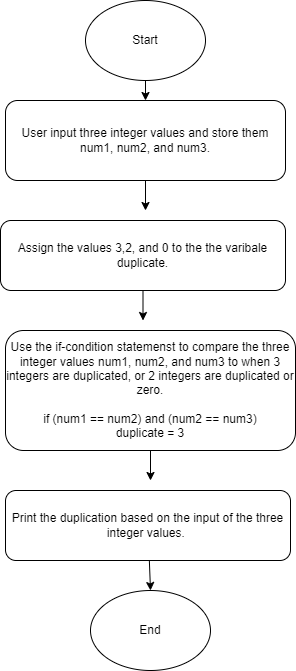 Start
User input three integer values and store them
num1, num2, and num3.
Assign the values 3,2, and 0 to the the varibale
duplicate.
Use the if-condition statemenst to compare the three
integer values num1, num2, and num3 to when 3
integers are duplicated, or 2 integers are duplicated or
zero.
if (num1 == num2) and (num2 == num3)
duplicate = 3
Print the duplication based on the input of the three
integer values.
End